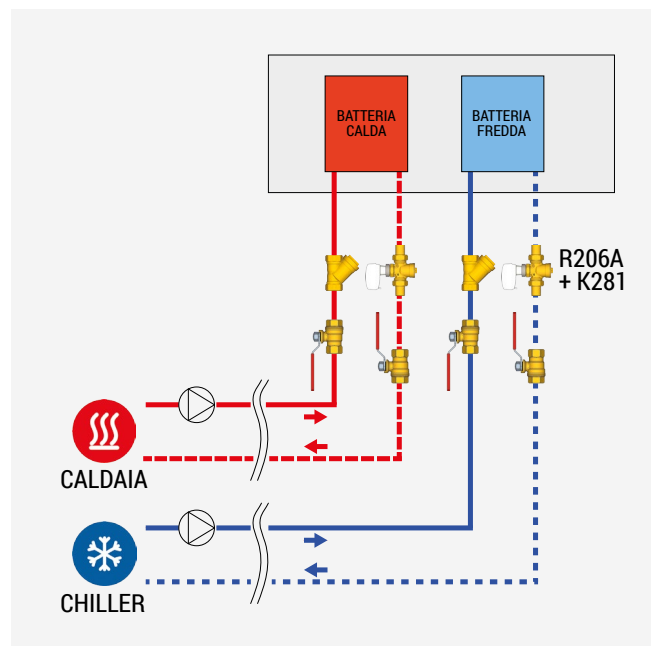 BATTERIA
CALDA
BATTERIA
FREDDA
R206A
+ K281
CALDAIA
CHILLER